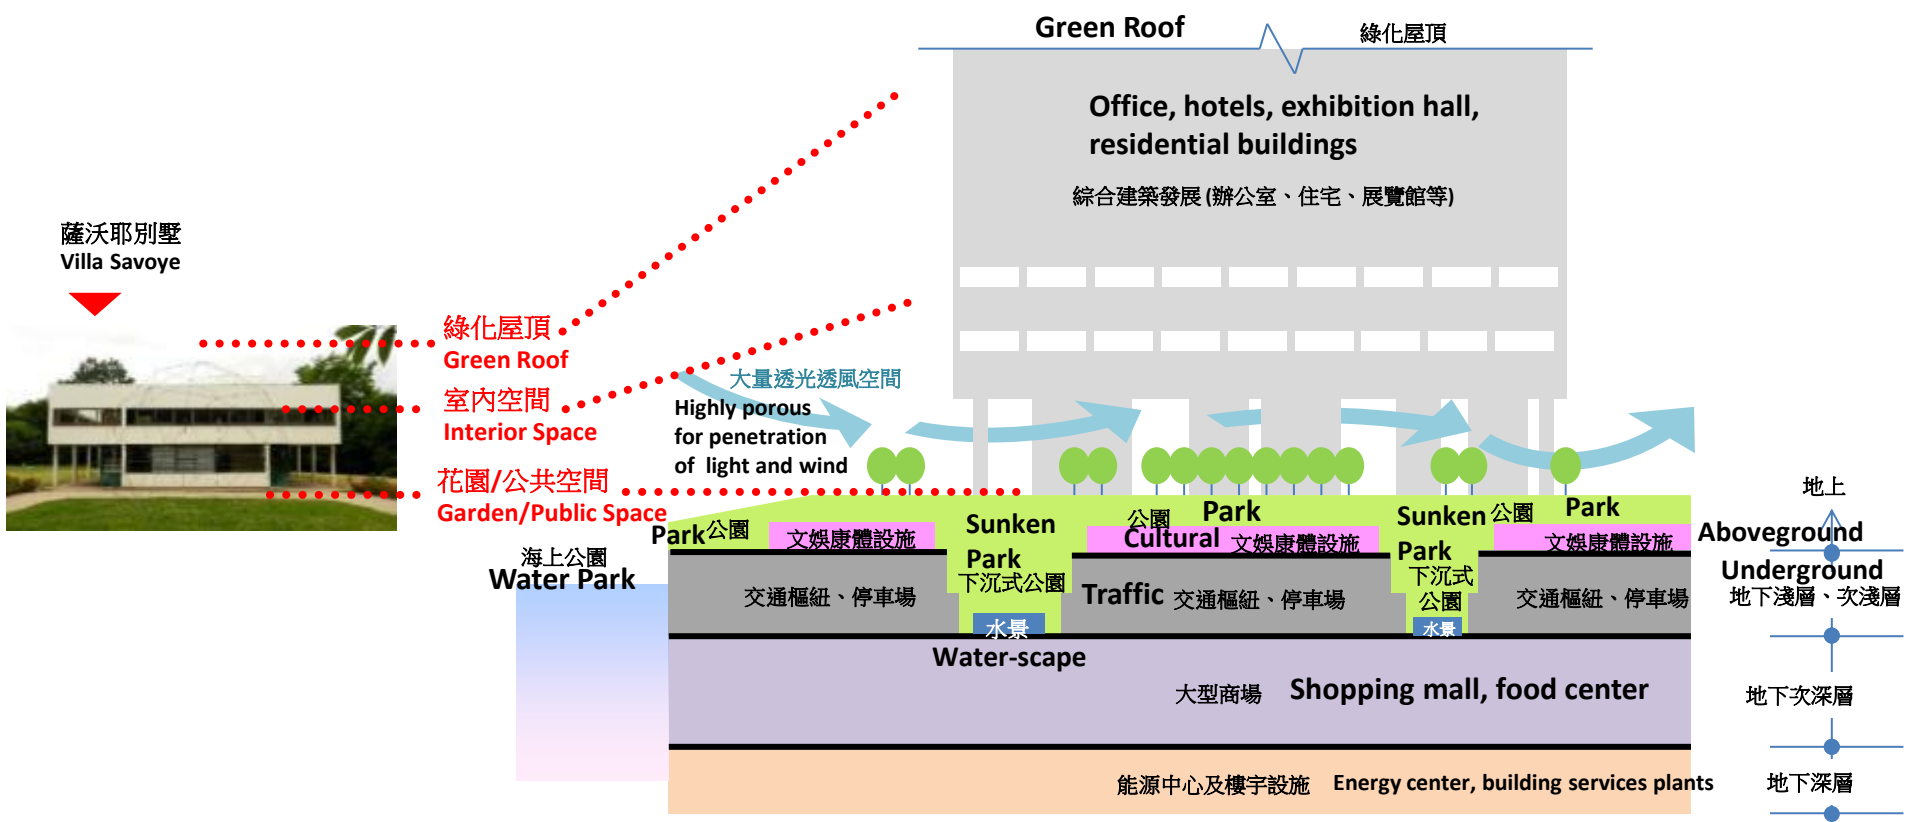 Green Roof
綠化屋頂
Office, hotels, exhibition hall,
residential buildings
綜合建築發展 (辦公室、住宅、展覽館等)
薩沃耶別墅
Villa Savoye
綠化屋頂
Green Roof
室內空間
Interior Space
花園/公共空間
Garden/Public Space
大量透光透風空間
Highly porous
for penetration
of light and wind
Park 公園
文娛康體設施
Sunken
Park
下沉式公園
水景
Water-scape
公園 Park
Cultural 文娛康體設施
Sunken
Park
下沉式
公園
水景
公園 Park
文娛康體設施
海上公園
Water Park
交通樞紐、停車場
Traffic 交通樞紐、停車場
交通樞紐、停車場
大型商場 Shopping mall, food center
能源中心及樓宇設施 Energy center, building services plants
地上
Aboveground
Underground
地下淺層、次淺層
地下次深層
地下深層